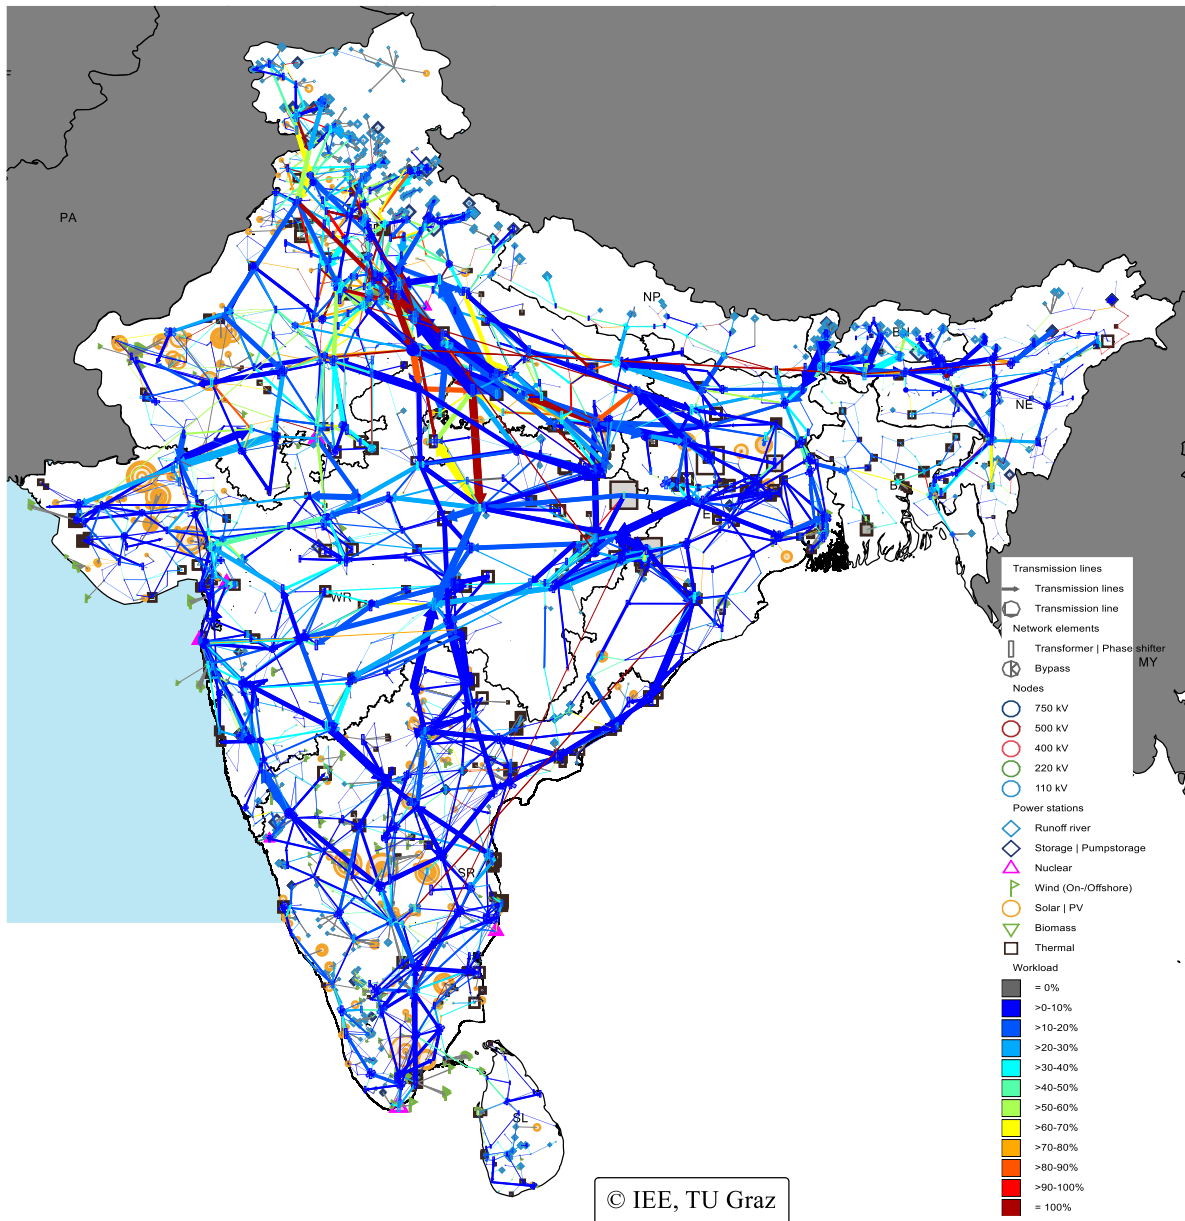 PA
NP
NE
WR
SR
SL
MY
Transmission lines
Transmission lines
Transmission line
Network elements
Transformer | Phase shifter
Bypass
Nodes
750 kV
500 kV
400 kV
220 kV
110 kV
Power stations
Runoff river
Storage | Pumpstorage
Nuclear
Wind (On-/Offshore)
Solar | PV
Biomass
Thermal
Workload
= 0%
>0-10%
>10-20%
>20-30%
>30-40%
>40-50%
>50-60%
>60-70%
>70-80%
>80-90%
>90-100%
= 100%
© IEE, TU Graz